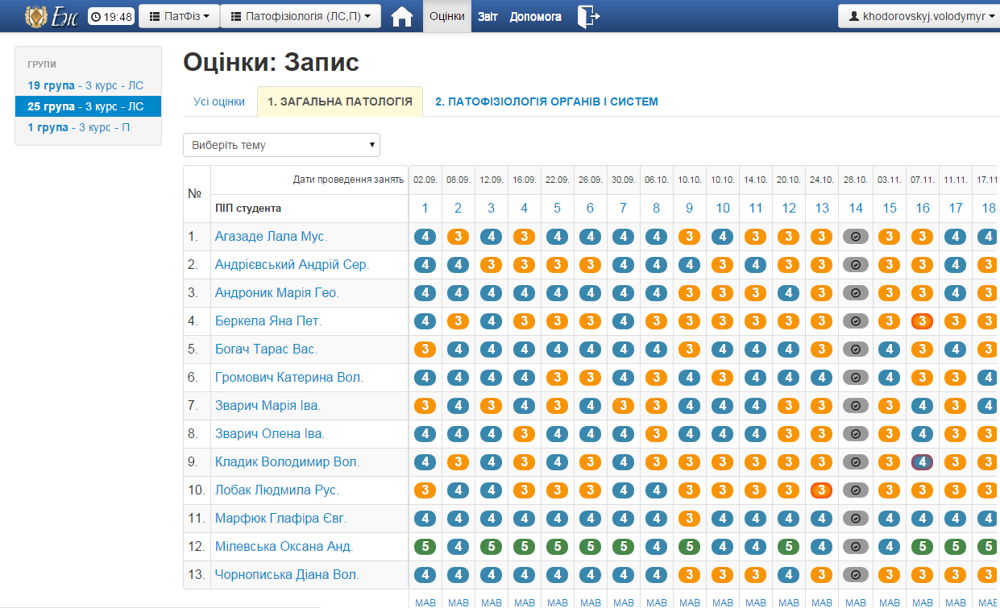 Еж 19:48 ПатФіз Патофізіологія (ЛС,П) Оцінки Звіт Допомога khodorovskyj.volodymyr
ГРУПИ
19 група - 3 курс - ЛС
25 група - 3 курс - ЛС
1 група - 3 курс - П
Оцінки: Запис
Усі оцінки 1. ЗАГАЛЬНА ПАТОЛОГІЯ 2. ПАТОФІЗІОЛОГІЯ ОРГАНІВ І СИСТЕМ
Виберіть тему
№ Дати проведення занять 02.09. 08.09. 12.09. 16.09. 22.09. 26.09. 30.09. 06.10. 10.10. 10.10. 14.10. 20.10. 24.10. 28.10. 03.11. 07.11. 11.11. 17.11
ПІП студента 1 2 3 4 5 6 7 8 9 10 11 12 13 14 15 16 17 18
1. Агазаде Лала Мус. 4 3 4 3 4 4 4 4 3 4 3 3 3 3 3 4 4
2. Андрієвський Андрій Сер. 4 4 3 3 3 3 4 4 4 3 4 3 3 3 3 4 3
3. Андроник Марія Гео. 4 4 4 4 4 4 4 4 3 3 3 4 3 3 3 4 3
4. Беркела Яна Пет. 4 3 4 3 3 3 4 3 3 3 3 3 3 3 3 3 3
5. Богач Тарас Вас. 3 4 4 4 4 4 4 4 3 4 4 4 3 4 3 4 3
6. Громович Катерина Вол. 4 4 4 4 3 3 4 3 4 3 4 4 4 4 3 3 4
7. Зварич Марія Іва. 3 4 3 4 3 4 3 3 4 4 4 3 3 3 4 3 4
8. Зварич Олена Іва. 4 4 4 3 4 4 4 3 4 4 4 3 3 3 4 3 3
9. Кладик Володимир Вол. 4 3 4 3 4 3 4 3 3 3 3 3 3 3 4 3 3
10. Лобак Людмила Рус. 3 4 4 3 3 3 4 4 3 3 3 3 3 3 3 3 3
11. Марфюк Глафіра Євг. 4 4 4 4 4 4 4 4 3 4 4 4 4 4 4 4 4
12. Мілевська Оксана Анд. 5 4 5 5 5 5 5 4 5 4 4 5 4 4 5 5 5
13. Чорнописька Діана Вол. 4 4 4 4 4 4 4 4 3 3 3 4 3 3 3 3 3
МАВ МАВ МАВ МАВ МАВ МАВ МАВ МАВ МАВ МАВ МАВ МАВ МАВ МАВ МАВ МАВ МАВ МАВ